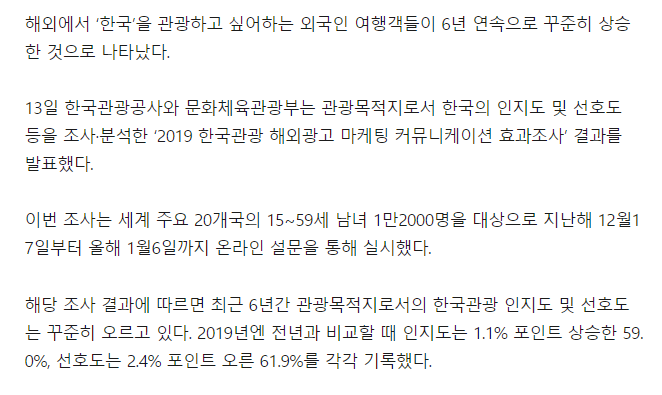 해외에서 ‘한국’을 관광하고 싶어하는 외국인 여행객들이 6년 연속으로 꾸준히 상승
한 것으로 나타났다.
13일 한국관광공사와 문화체육관광부는 관광목적지로서 한국의 인지도 및 선호도
등을 조사·분석한 ‘2019 한국관광 해외광고 마케팅 커뮤니케이션 효과조사’ 결과를
발표했다.
이번 조사는 세계 주요 20개국의 15~59세 남녀 1만2000명을 대상으로 지난해 12월1
7일부터 올해 1월6일까지 온라인 설문을 통해 실시했다.
해당 조사 결과에 따르면 최근 6년간 관광목적지로서의 한국관광 인지도 및 선호도
는 꾸준히 오르고 있다. 2019년엔 전년과 비교할 때 인지도는 1.1% 포인트 상승한 59.
0%, 선호도는 2.4% 포인트 오른 61.9%를 각각 기록했다.